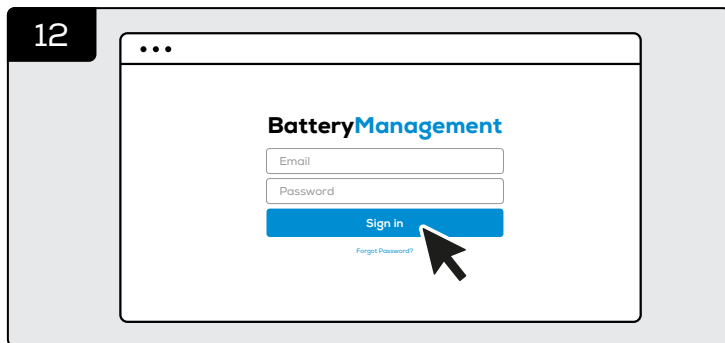 12
BatteryManagement
Email
Password
Sign in
Forgot Password?